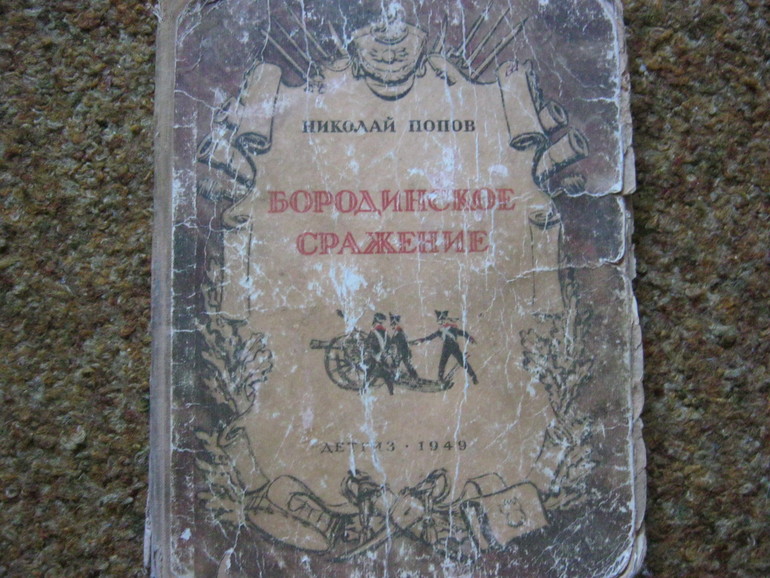 НИКОЛАЙ ПОПОВ
БОРОДИНСКОЕ
СРАЖЕНИЕ
ДЕТГИЗ · 1949